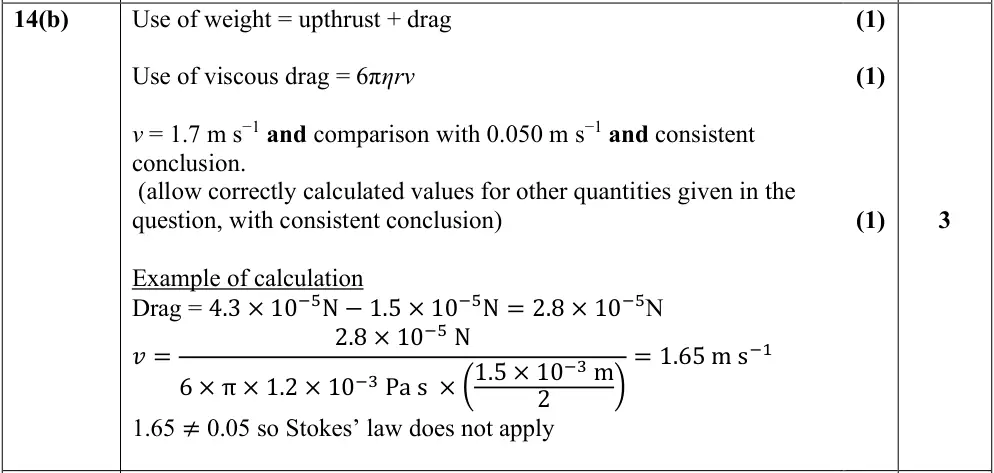 14(b) Use of weight = upthrust + drag (1)
Use of viscous drag = 6πηrv (1)
v = 1.7 m s⁻¹ and comparison with 0.050 m s⁻¹ and consistent
conclusion.
(allow correctly calculated values for other quantities given in the
question, with consistent conclusion) (1) 3
Example of calculation
Drag = 4.3 × 10⁻⁵N − 1.5 × 10⁻⁵N = 2.8 × 10⁻⁵N
v = 2.8 × 10⁻⁵ N / 6 × π × 1.2 × 10⁻³ Pa s × (1.5 × 10⁻³ m / 2) = 1.65 m s⁻¹
1.65 ≠ 0.05 so Stokes’ law does not apply